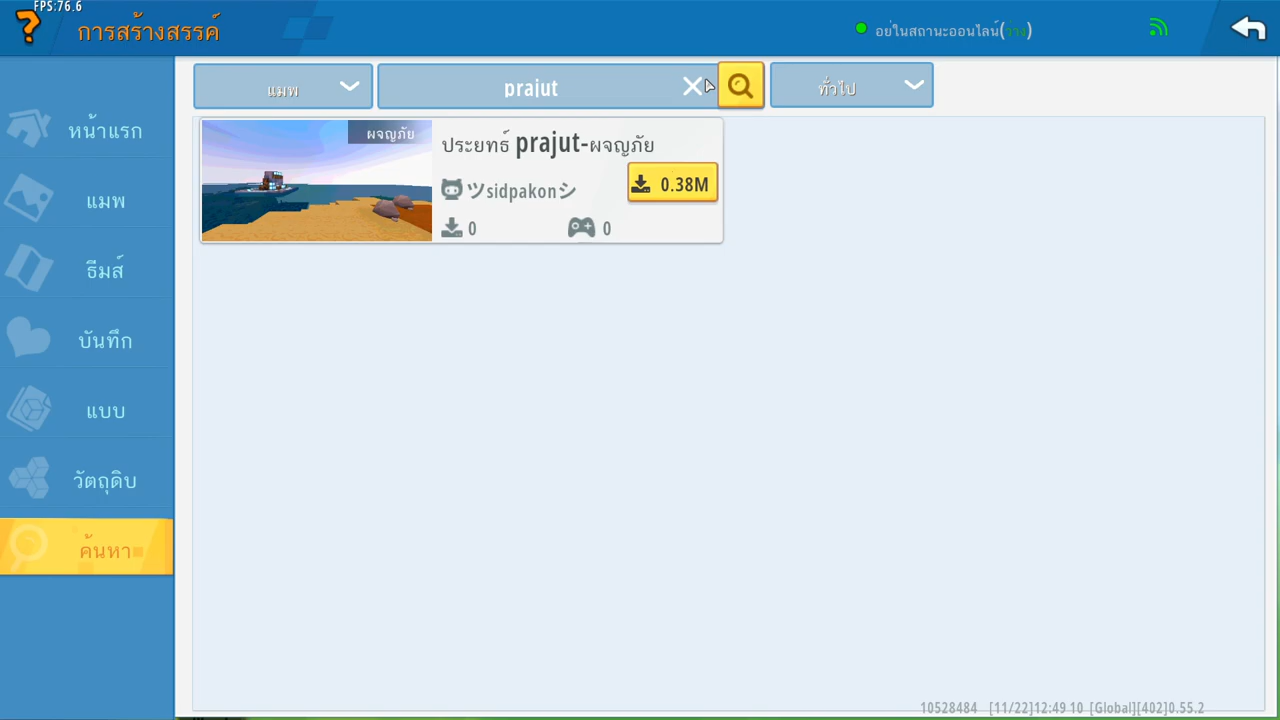 FPS:76.6
การสร้างสรรค์
อยู่ในสถานะออนไลน์(ว่าง)
หน้าแรก
แมพ
ธีมส์
บันทึก
แบบ
วัตถุดิบ
ค้นหา
แมพ
prajut
ทั่วไป
ผจญภัย
ประยทธ์ prajut-ผจญภัย
ツsidpakonシ
0.38M
0
0
10528484 [11/22]12:49 10 [Global][402]0.55.2